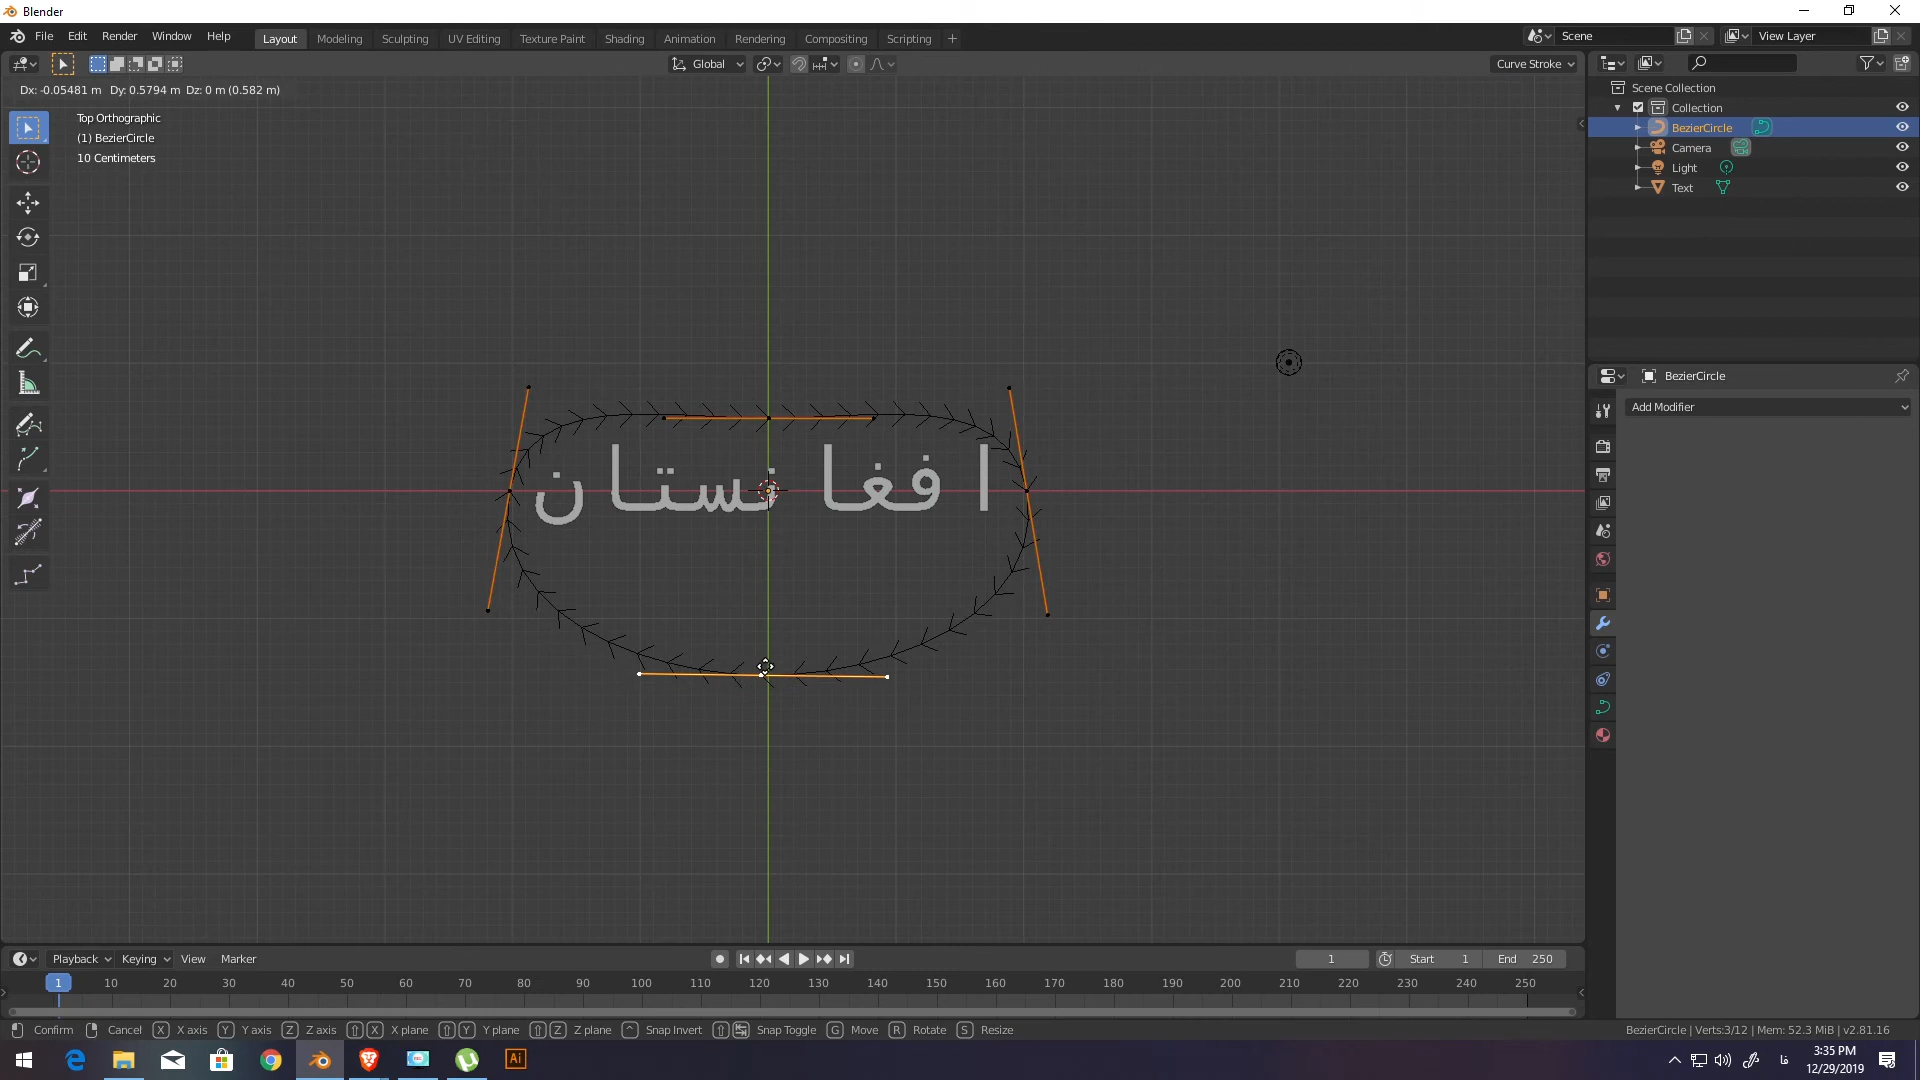 Blender
File Edit Render Window Help
Layout Modeling Sculpting UV Editing Texture Paint Shading Animation Rendering Compositing Scripting
Scene
View Layer
Global
Curve Stroke
Dx: -0.05481 m Dy: 0.5794 m Dz: 0 m (0.582 m)
Top Orthographic
(1) BezierCircle
10 Centimeters
Scene Collection
Collection
BezierCircle
Camera
Light
Text
BezierCircle
Add Modifier
ا فغا نستا ن
Playback Keying View Marker
1 Start 1 End 250
1 10 20 30 40 50 60 70 80 90 100 110 120 130 140 150 160 170 180 190 200 210 220 230 240 250
Confirm Cancel X X axis Y Y axis Z Z axis X X plane Y Y plane Z Z plane ^ Snap Invert Snap Toggle G Move R Rotate S Resize
BezierCircle | Verts:3/12 | Mem: 52.3 MiB | v2.81.16
Ai
فا
3:35 PM
12/29/2019